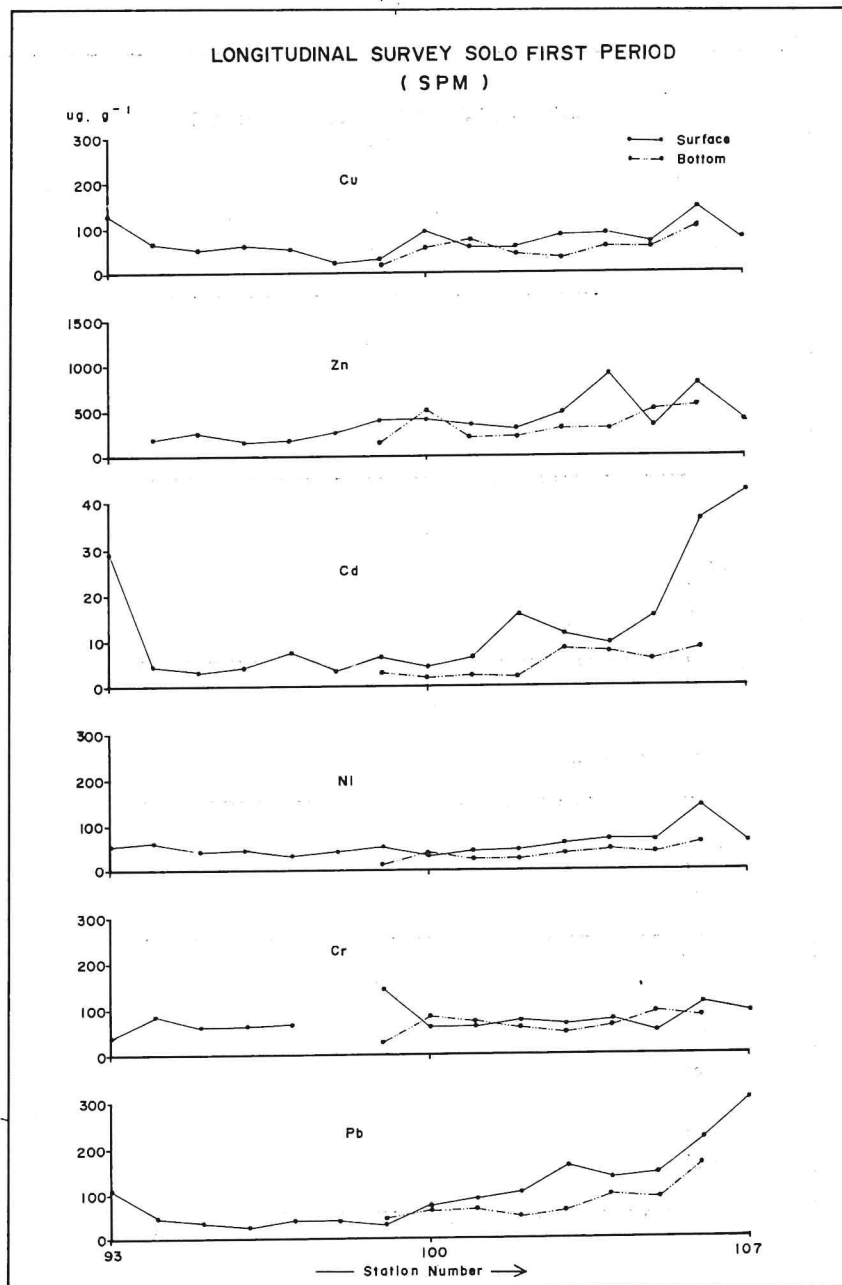 LONGITUDINAL SURVEY SOLO FIRST PERIOD
( SPM )
ug. g⁻¹
Surface
Bottom
Cu
300
200
100
0
Zn
1500
1000
500
0
Cd
40
30
20
10
0
Ni
300
200
100
0
Cr
300
200
100
0
Pb
300
200
100
0
93
100
107
Station Number